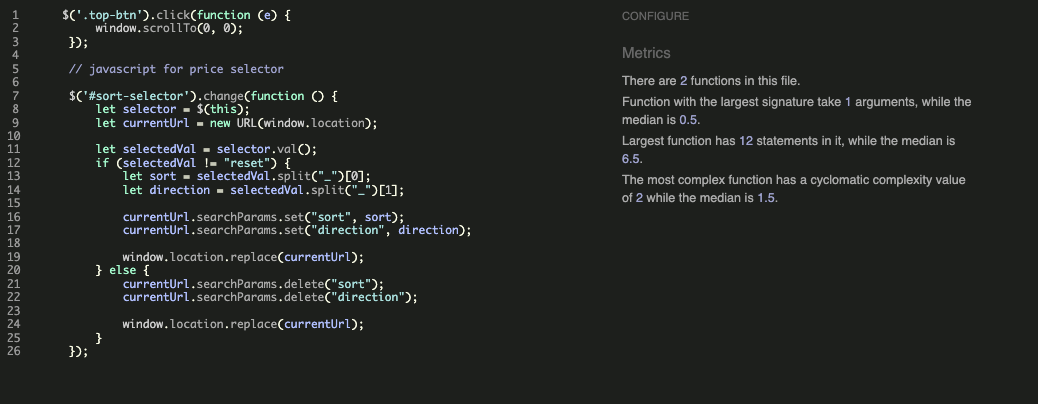 1 $('.top-btn').click(function (e) {
2 window.scrollTo(0, 0);
3 });
4
5 // javascript for price selector
6
7 $('#sort-selector').change(function () {
8 let selector = $(this);
9 let currentUrl = new URL(window.location);
10
11 let selectedVal = selector.val();
12 if (selectedVal != "reset") {
13 let sort = selectedVal.split("_")[0];
14 let direction = selectedVal.split("_")[1];
15
16 currentUrl.searchParams.set("sort", sort);
17 currentUrl.searchParams.set("direction", direction);
18
19 window.location.replace(currentUrl);
20 } else {
21 currentUrl.searchParams.delete("sort");
22 currentUrl.searchParams.delete("direction");
23
24 window.location.replace(currentUrl);
25 }
26 });
CONFIGURE
Metrics
There are 2 functions in this file.
Function with the largest signature take 1 arguments, while the
median is 0.5.
Largest function has 12 statements in it, while the median is
6.5.
The most complex function has a cyclomatic complexity value
of 2 while the median is 1.5.